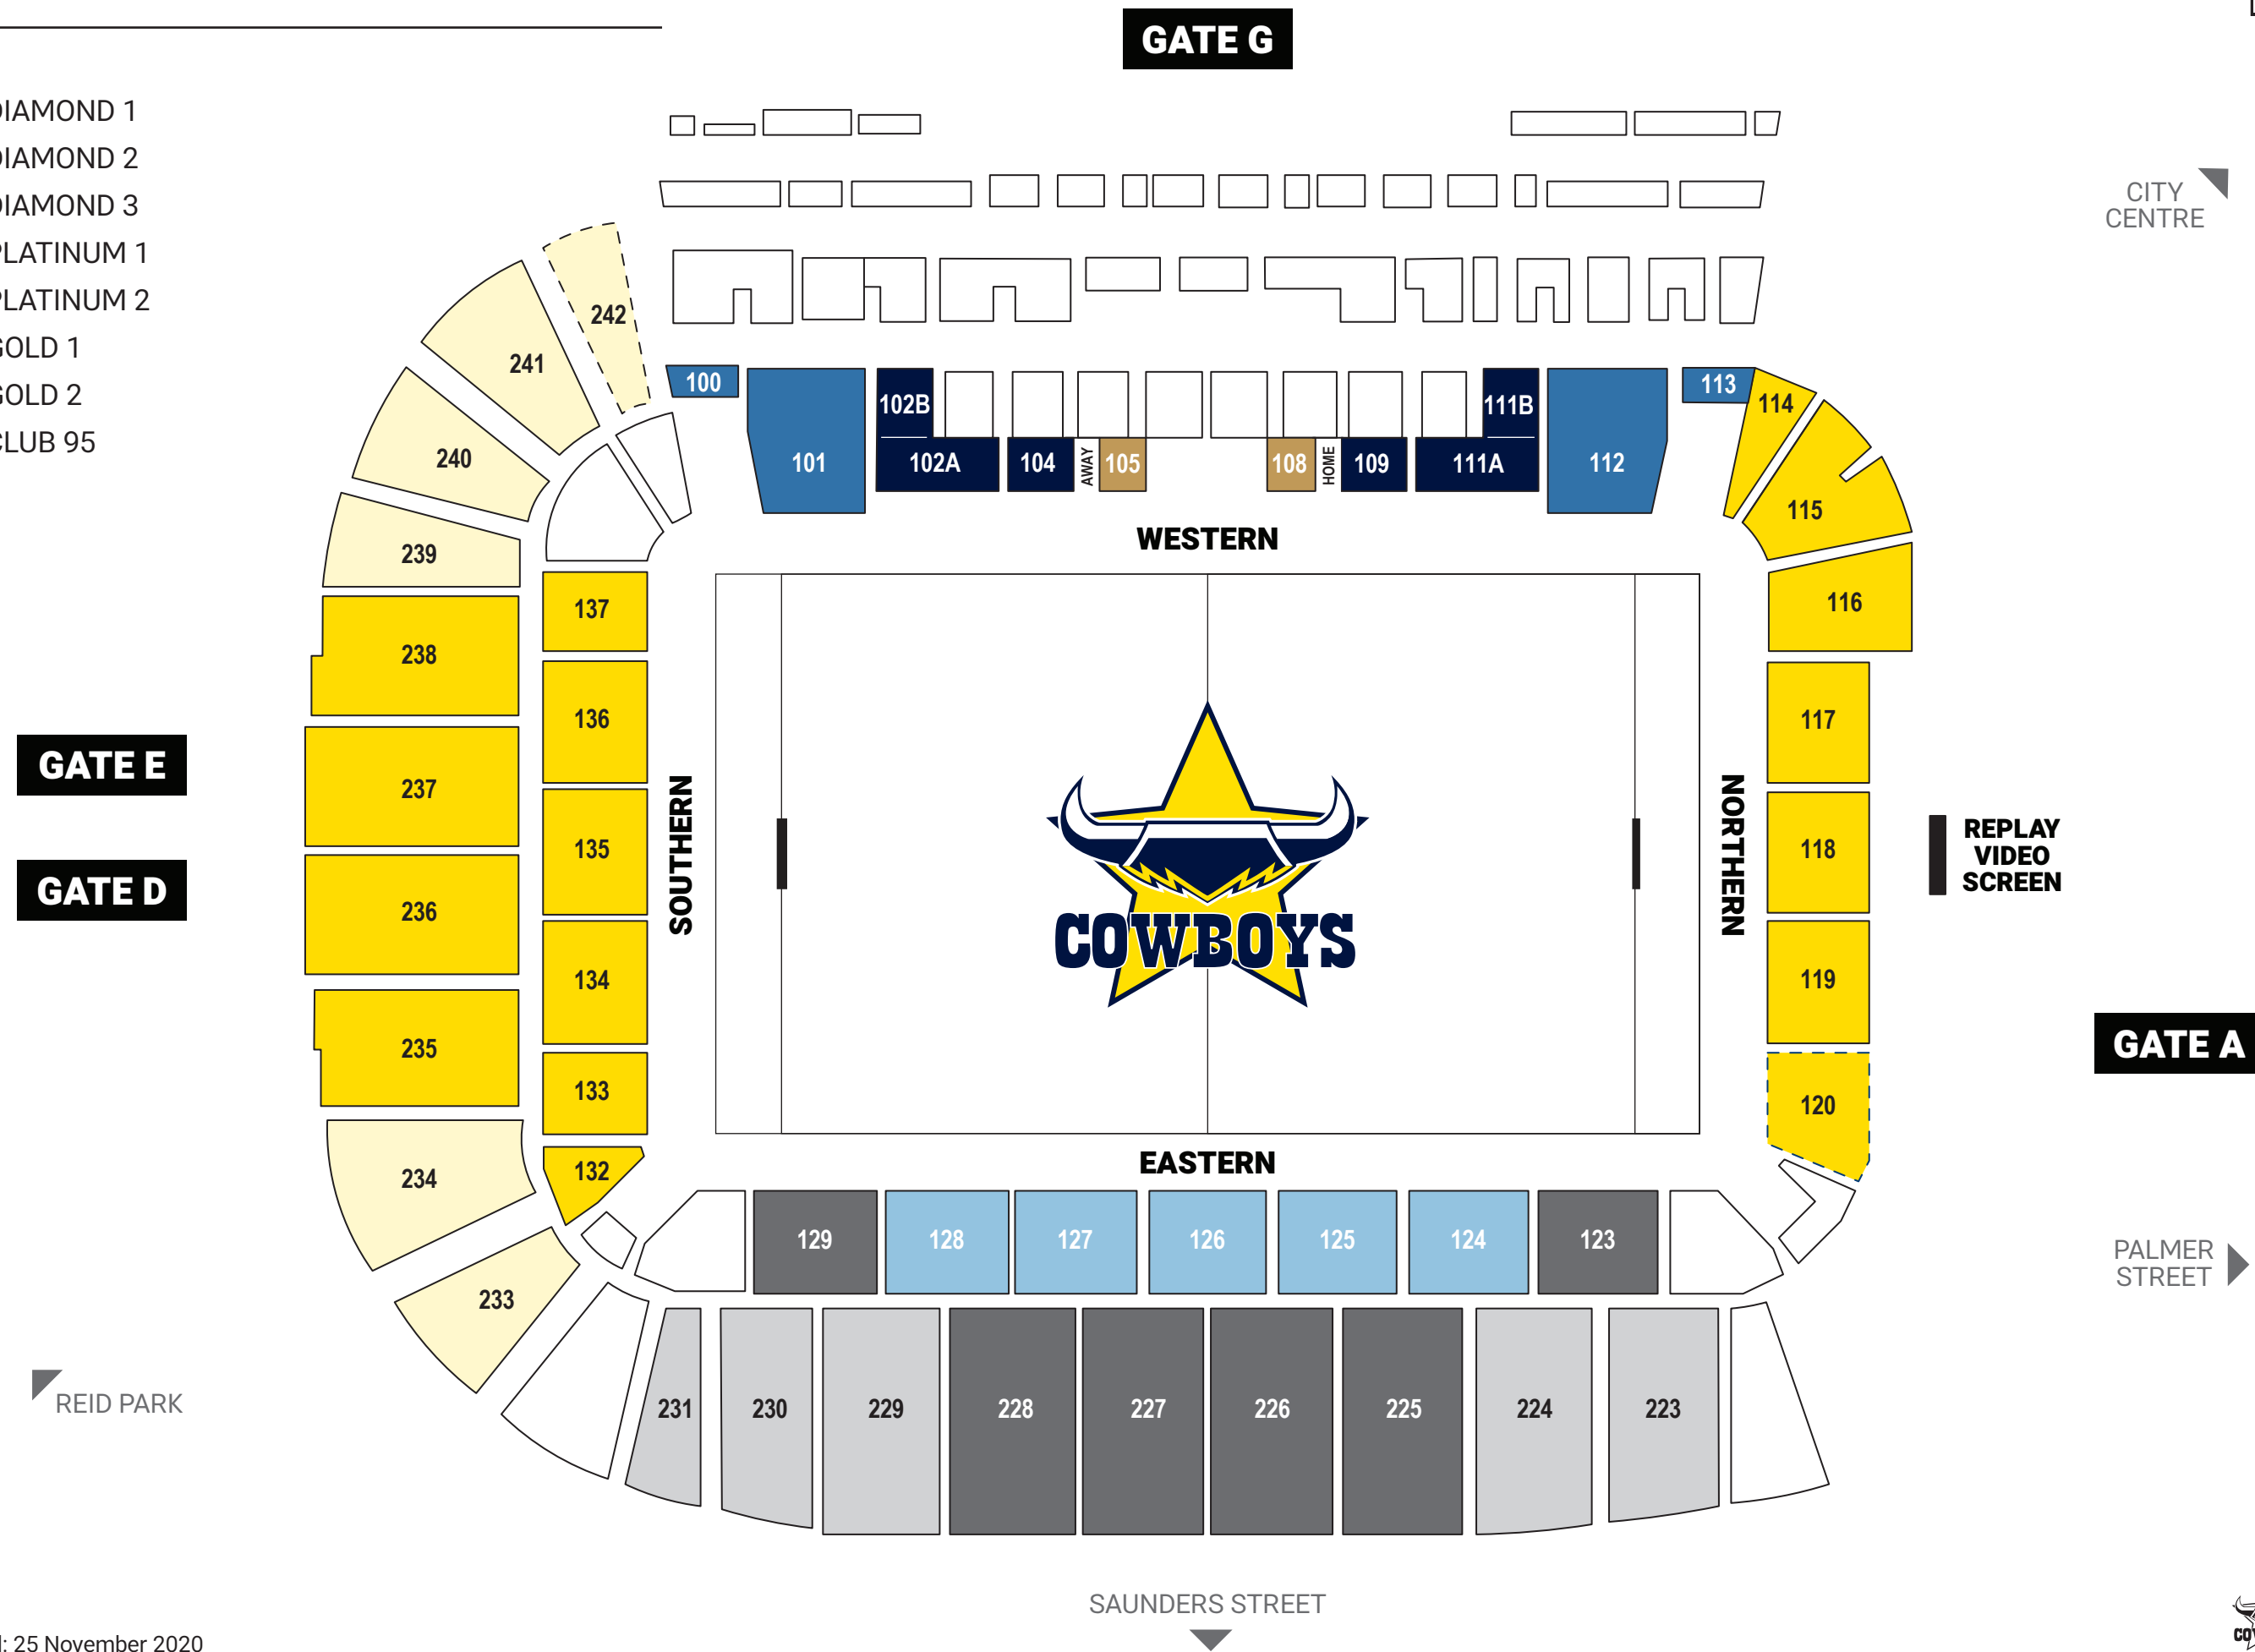 GATE G
IAMOND 1
IAMOND 2
IAMOND 3
LATINUM 1
LATINUM 2
OLD 1
OLD 2
LUB 95
CITY
CENTRE
242
241
240
239
238
237
236
235
234
233
100
101
102B
102A
104
AWAY
105
108
HOME
109
111B
111A
112
113
114
115
116
117
118
119
120
137
136
135
134
133
132
WESTERN
SOUTHERN
NORTHERN
EASTERN
COWBOYS
GATE E
GATE D
REPLAY
VIDEO
SCREEN
GATE A
PALMER
STREET
129
128
127
126
125
124
123
231
230
229
228
227
226
225
224
223
REID PARK
SAUNDERS STREET
: 25 November 2020